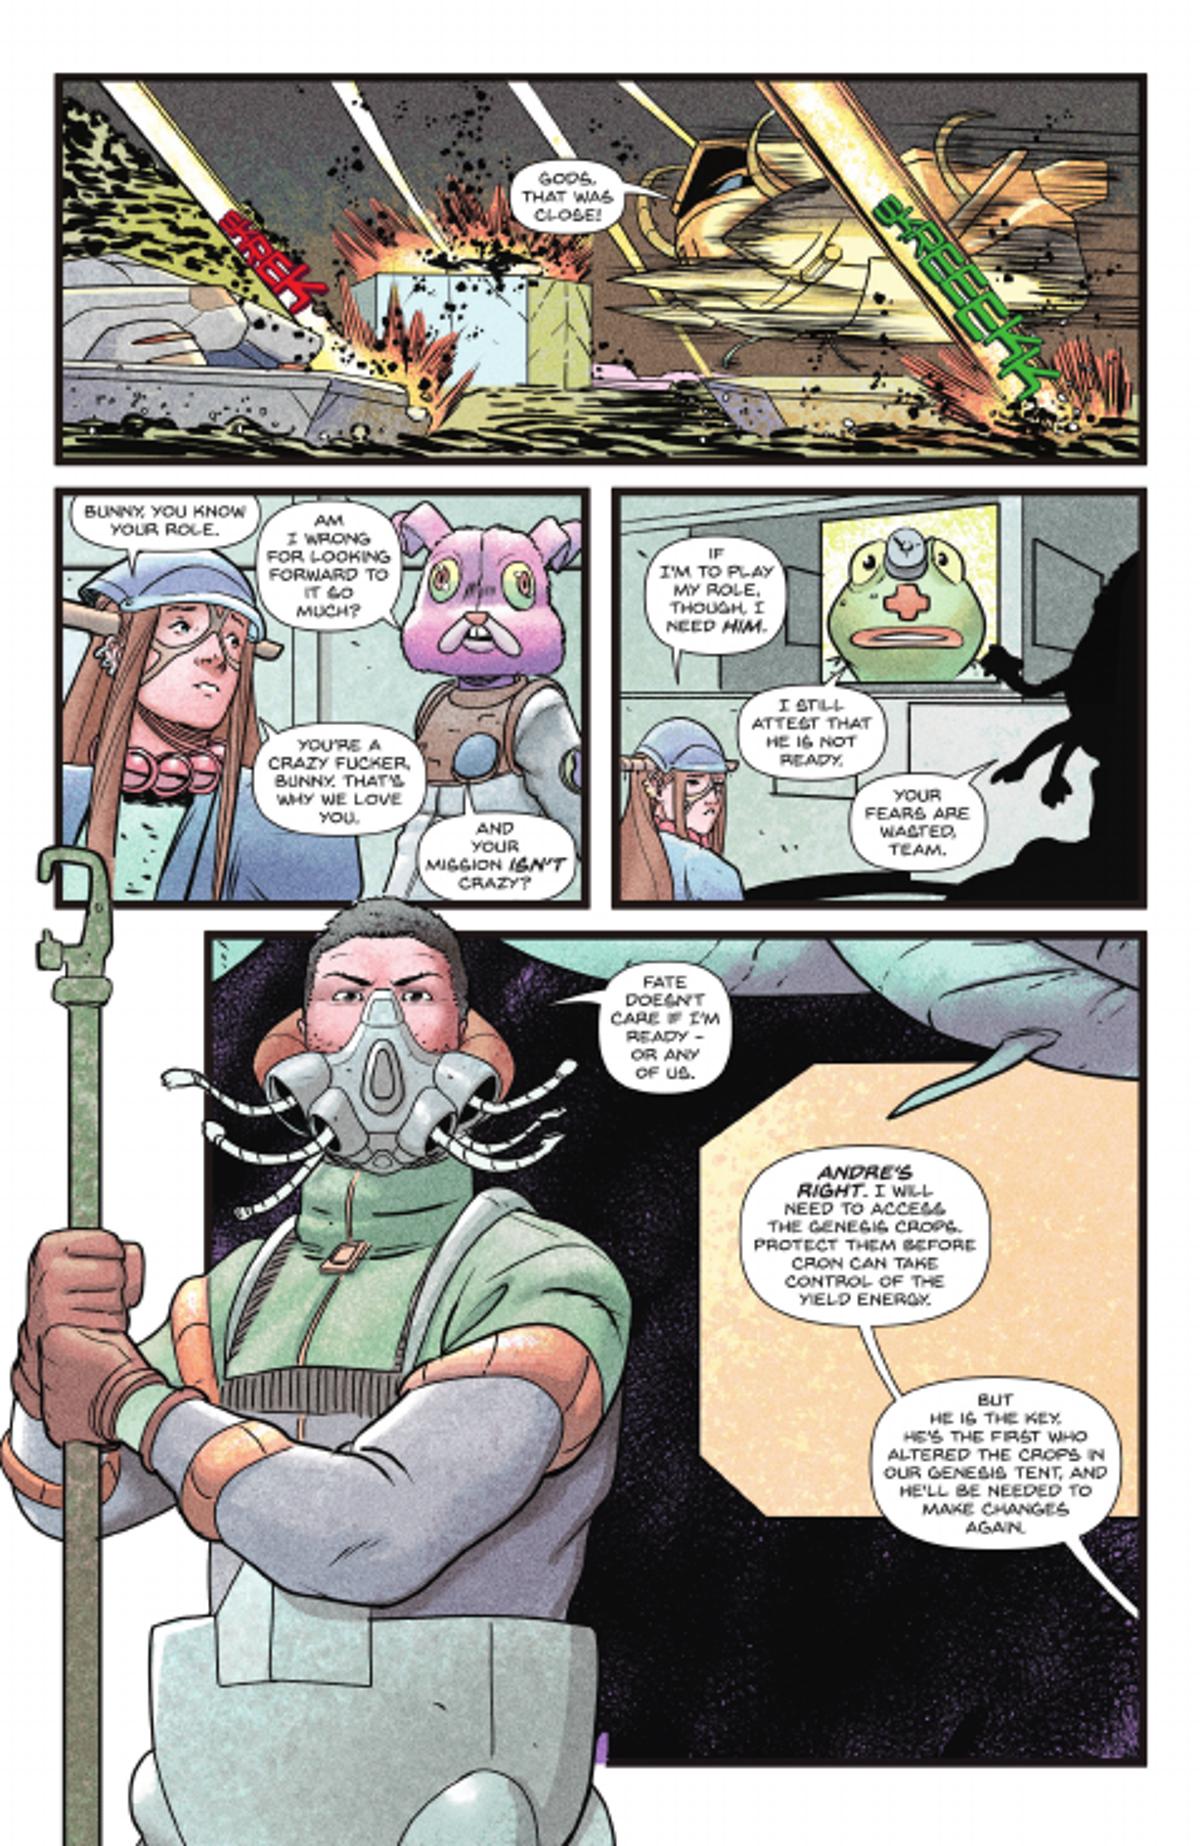 GODS,
THAT WAS
CLOSE!
SKREK
SKREEEKKK
BUNNY, YOU KNOW
YOUR ROLE.
AM
I WRONG
FOR LOOKING
FORWARD TO
IT SO
MUCH?
YOU'RE A
CRAZY FUCKER,
BUNNY. THAT'S
WHY WE LOVE
YOU.
AND
YOUR
MISSION ISN'T
CRAZY?
IF
I'M TO PLAY
MY ROLE,
THOUGH, I
NEED HIM.
I STILL
ATTEST THAT
HE IS NOT
READY.
YOUR
FEARS ARE
WASTED,
TEAM.
FATE
DOESN'T
CARE IF I'M
READY -
OR ANY
OF US.
ANDRE'S
RIGHT. I WILL
NEED TO ACCESS
THE GENESIS CROPS.
PROTECT THEM BEFORE
CRON CAN TAKE
CONTROL OF THE
YIELD ENERGY.
BUT
HE IS THE KEY.
HE'S THE FIRST WHO
ALTERED THE CROPS IN
OUR GENESIS TENT, AND
HE'LL BE NEEDED TO
MAKE CHANGES
AGAIN.